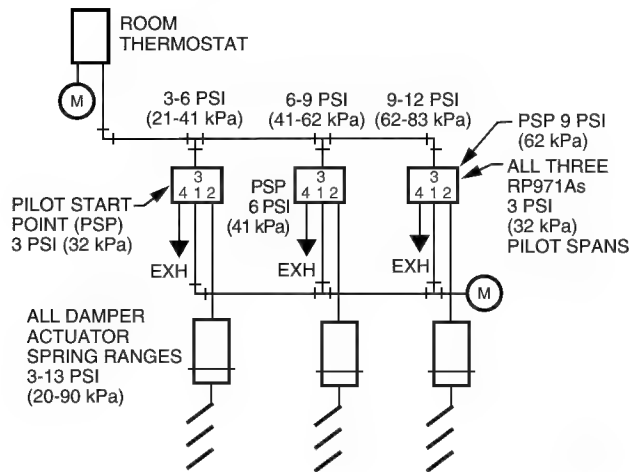 ROOM
THERMOSTAT
M
3-6 PSI
(21-41 kPa)
6-9 PSI
(41-62 kPa)
9-12 PSI
(62-83 kPa)
PSP 9 PSI
(62 kPa)
ALL THREE
RP971As
3 PSI
(32 kPa)
PILOT SPANS
PILOT START
POINT (PSP)
3 PSI (32 kPa)
3
4 1 2
PSP
6 PSI
(41 kPa)
3
4 1 2
3
4 1 2
EXH
EXH
EXH
M
ALL DAMPER
ACTUATOR
SPRING RANGES
3-13 PSI
(20-90 kPa)